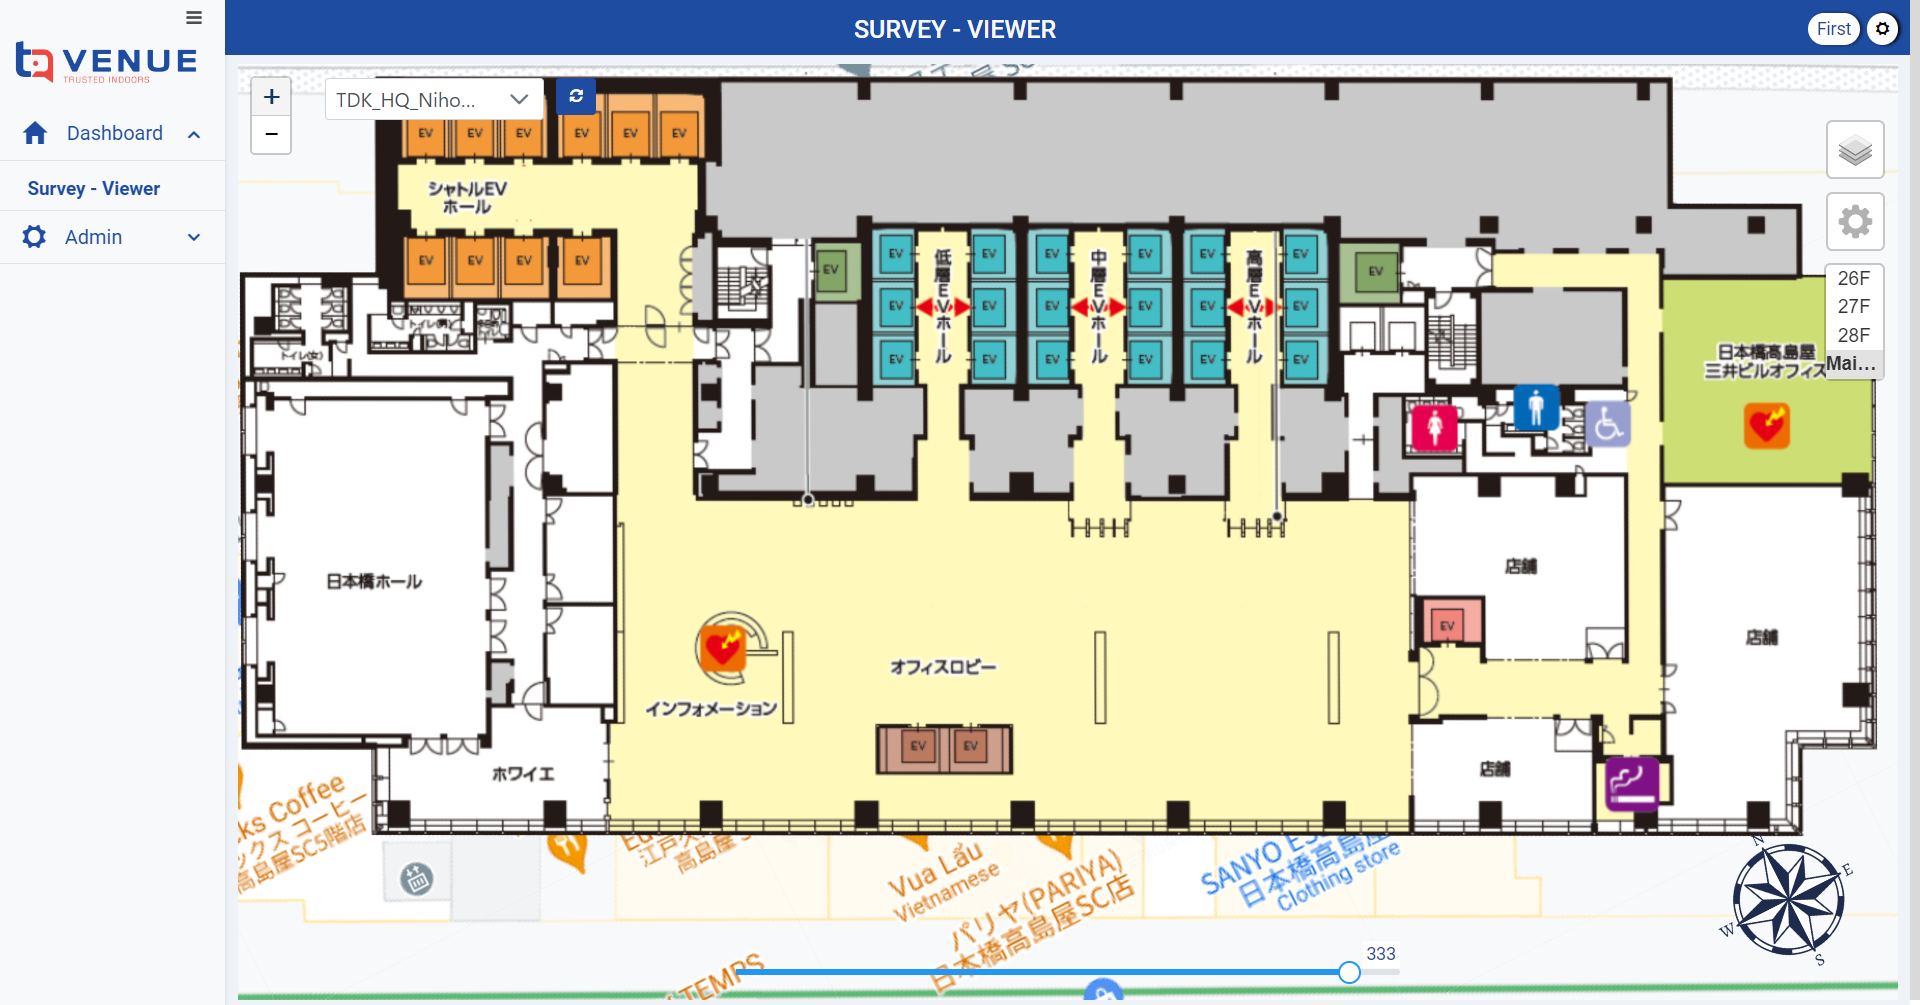 SURVEY - VIEWER
First
VENUE
TRUSTED INDOORS
Dashboard
Survey - Viewer
Admin
+
−
TDK_HQ_Niho...
EV EV EV EV EV EV
シャトルEV
ホール
EV EV EV EV
EV
EV EV EV EV EV EV
EV EV EV EV EV EV
EV EV EV EV EV EV
低層EVホール
中層EVホール
高層EVホール
EV
トイレ(男)
トイレ(女)
26F
27F
28F
Mai...
日本橋髙島屋
三井ビルオフィス
日本橋ホール
店舗
EV
店舗
オフィスロビー
インフォメーション
EV EV
ホワイエ
店舗
ks Coffee
ックス コーヒー
高島屋SC5階店
江戸
高島屋
Vua Lẩu
Vietnamese
パリヤ(PARIYA)
日本橋高島屋SC店
SANYO ES
日本橋高島屋
Clothing store
TEMPS
333
N
E
W
S